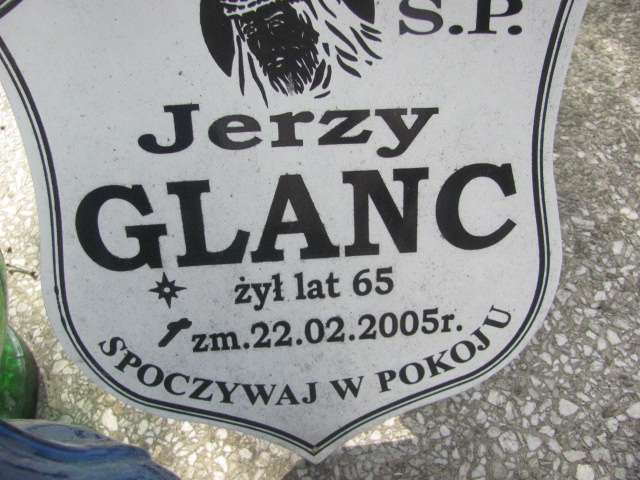 S.P.
Jerzy
GLANC
żył lat 65
zm.22.02.2005r.
SPOCZYWAJ W POKOJU